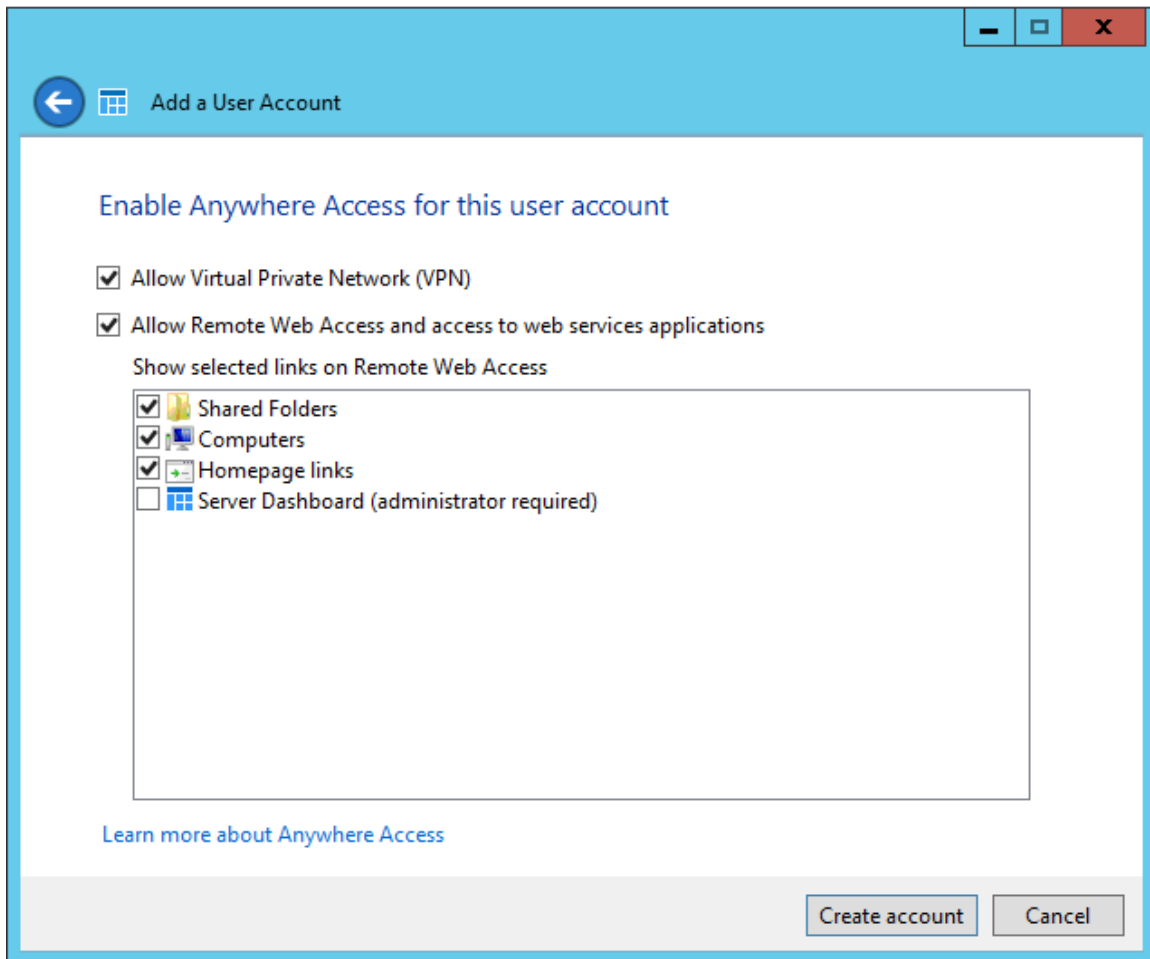 Add a User Account
Enable Anywhere Access for this user account
Allow Virtual Private Network (VPN)
Allow Remote Web Access and access to web services applications
Show selected links on Remote Web Access
Shared Folders
Computers
Homepage links
Server Dashboard (administrator required)
Learn more about Anywhere Access
Create account
Cancel